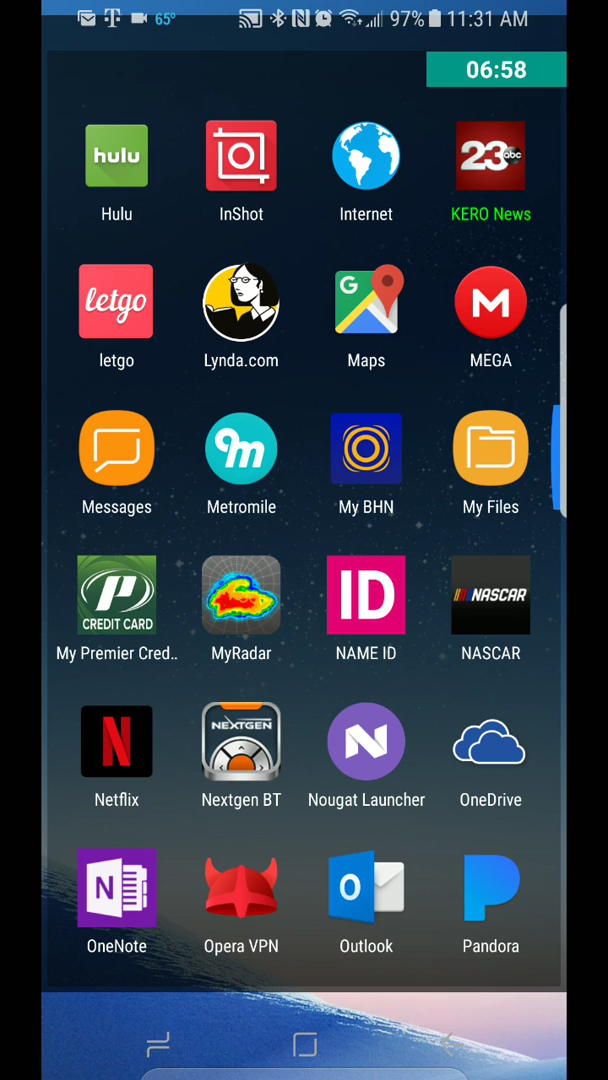 65° 97% 11:31 AM
06:58
hulu 23 abc
Hulu InShot Internet KERO News
letgo G M
letgo Lynda.com Maps MEGA
m
Messages Metromile My BHN My Files
P CREDIT CARD ID NASCAR
My Premier Cred.. MyRadar NAME ID NASCAR
N NEXTGEN N
Netflix Nextgen BT Nougat Launcher OneDrive
N O P
OneNote Opera VPN Outlook Pandora